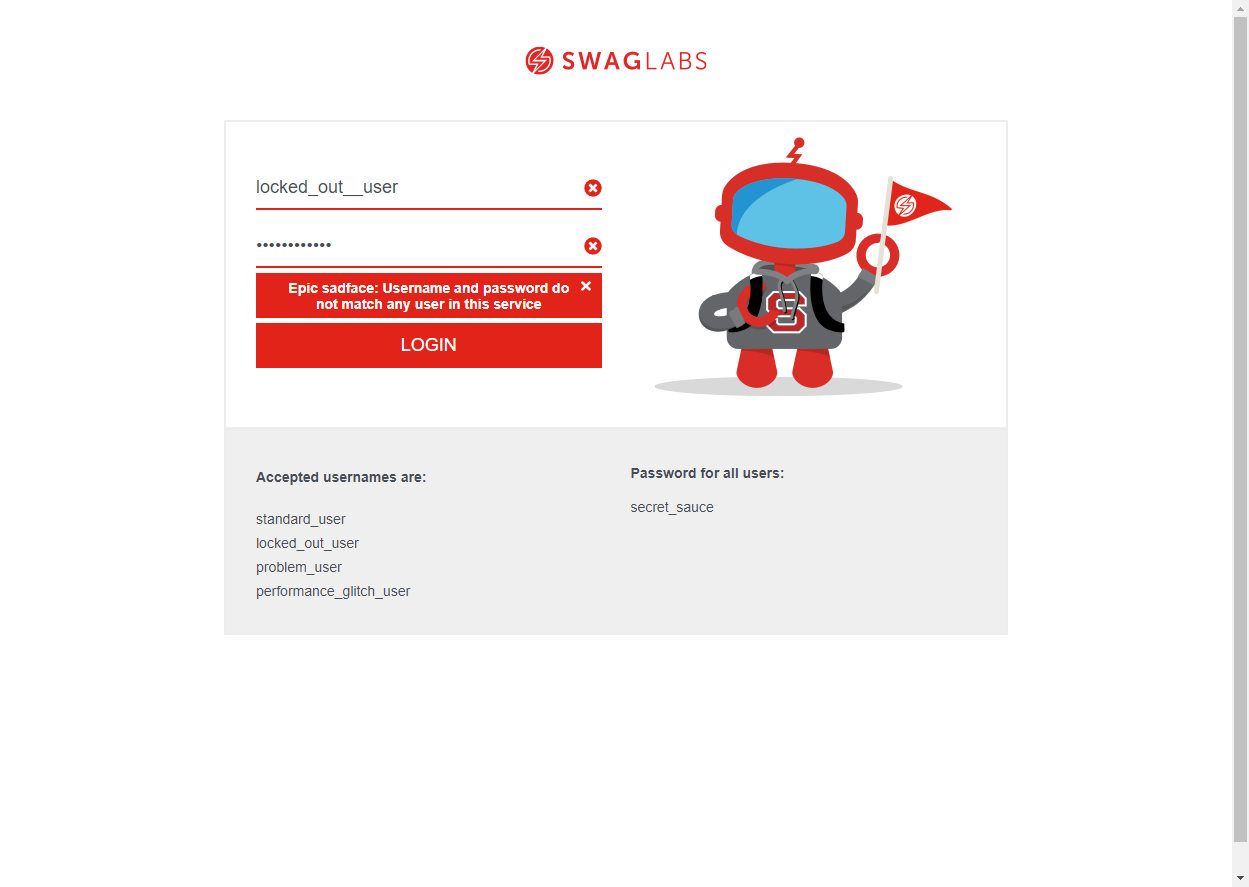 SWAGLABS
locked_out__user
••••••••••••
Epic sadface: Username and password do
not match any user in this service
LOGIN
S
Accepted usernames are:
standard_user
locked_out_user
problem_user
performance_glitch_user
Password for all users:
secret_sauce